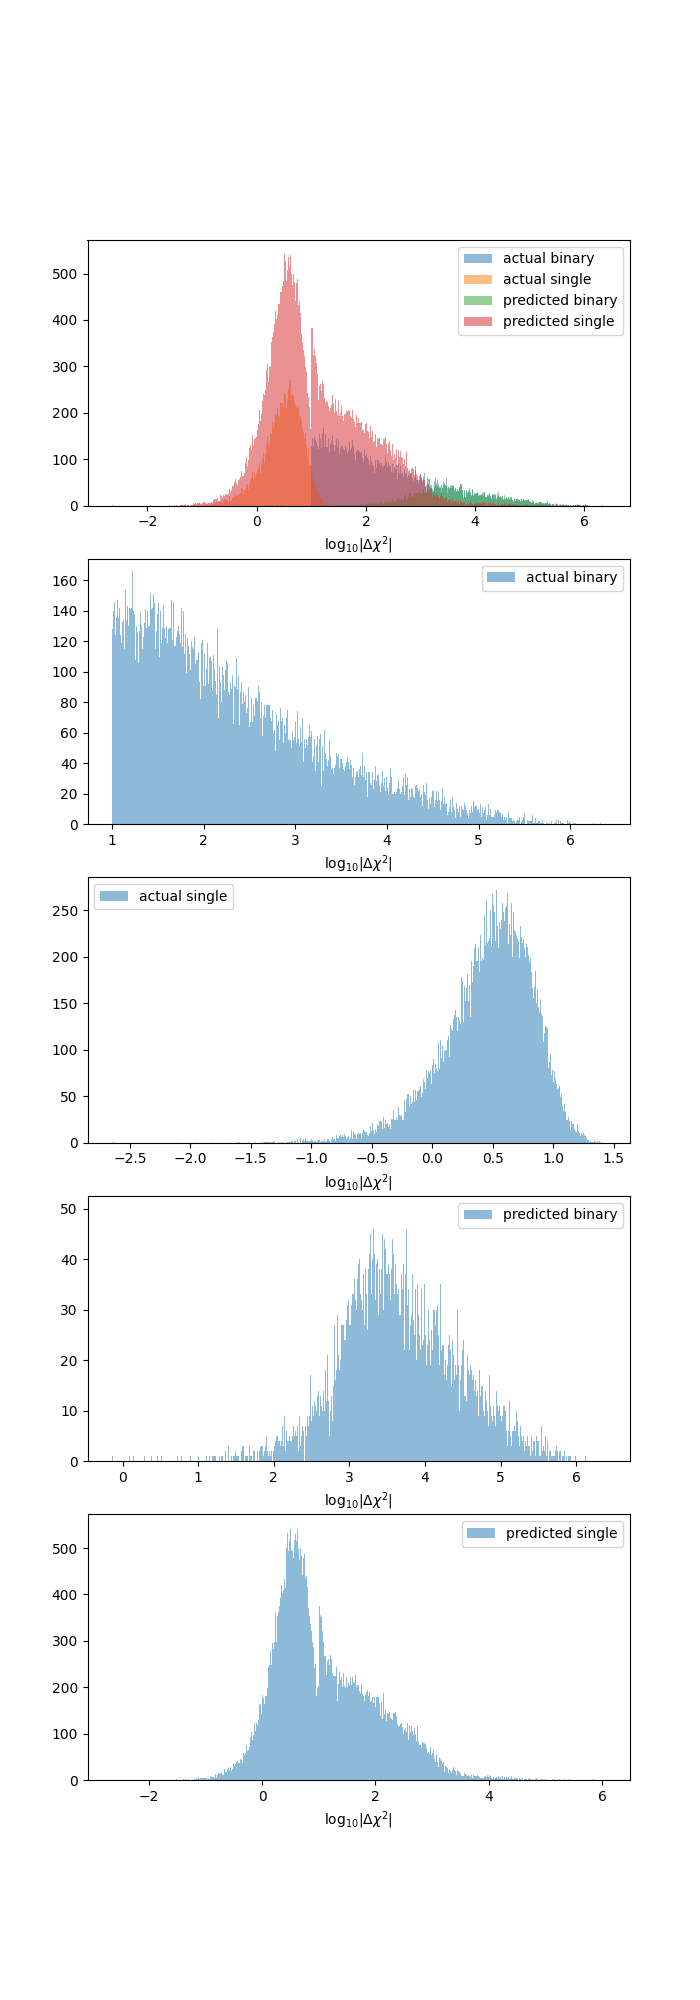 500
400
300
200
100
0
actual binary
actual single
predicted binary
predicted single
−2 0 2 4 6
log₁₀|Δχ²|
160
140
120
100
80
60
40
20
0
actual binary
1 2 3 4 5 6
log₁₀|Δχ²|
250
200
150
100
50
0
actual single
−2.5 −2.0 −1.5 −1.0 −0.5 0.0 0.5 1.0 1.5
log₁₀|Δχ²|
50
40
30
20
10
0
predicted binary
0 1 2 3 4 5 6
log₁₀|Δχ²|
500
400
300
200
100
0
predicted single
−2 0 2 4 6
log₁₀|Δχ²|